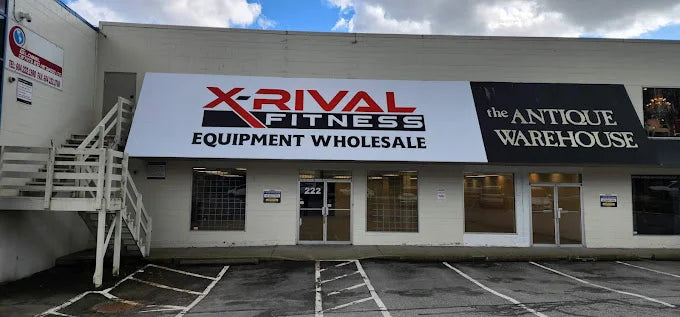 X-RIVAL
FITNESS
EQUIPMENT WHOLESALE
the ANTIQUE
WAREHOUSE
222